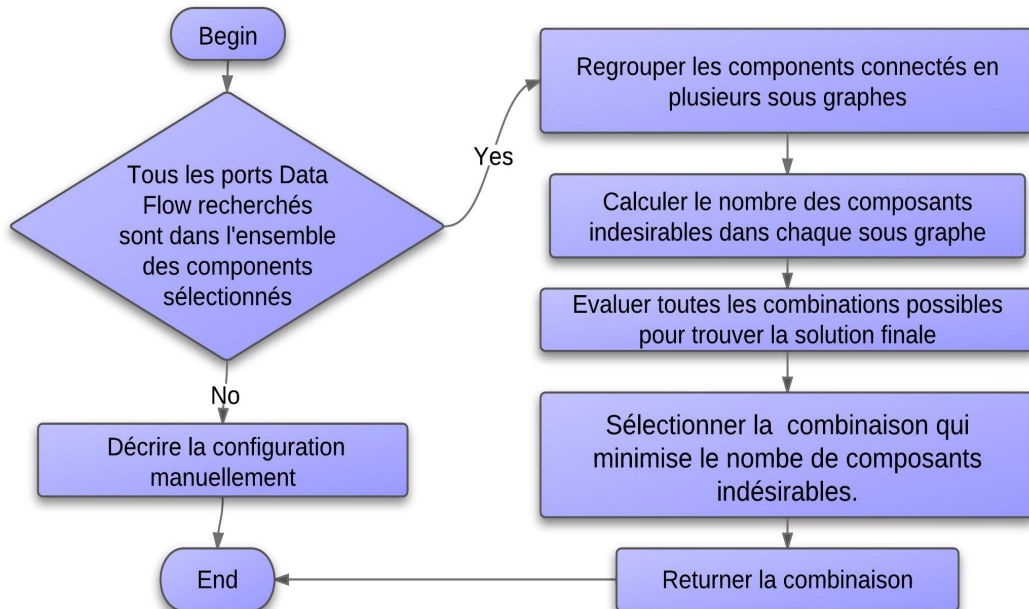 Begin
Tous les ports Data
Flow recherchés
sont dans l'ensemble
des components
sélectionnés
Yes
No
Décrire la configuration
manuellement
Regrouper les components connectés en
plusieurs sous graphes
Calculer le nombre des composants
indesirables dans chaque sous graphe
Evaluer toutes les combinations possibles
pour trouver la solution finale
Sélectionner la combinaison qui
minimise le nombe de composants
indésirables.
Returner la combinaison
End